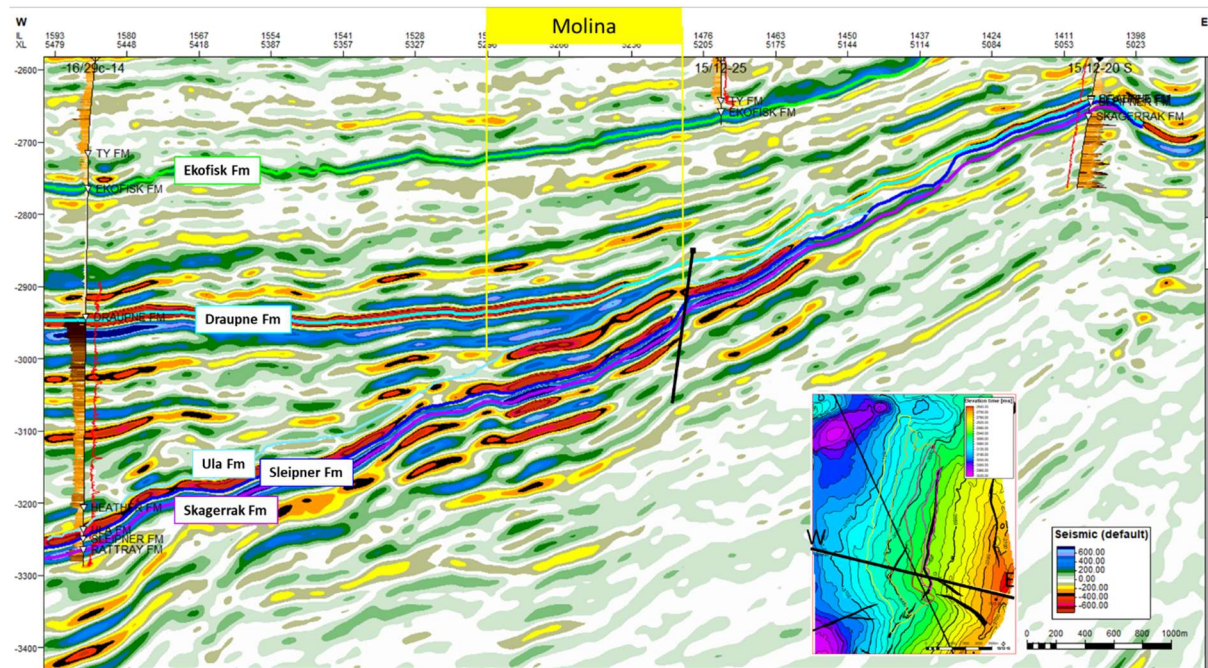 Molina
W
E
IL 1593 1580 1567 1554 1541 1528 1476 1463 1450 1437 1424 1411 1398
XL 5479 5448 5418 5387 5357 5327 5205 5175 5144 5114 5084 5053 5023
16/29c-14
15/12-25
15/12-20 S
-2600
-2700
-2800
-2900
-3000
-3100
-3200
-3300
-3400
TY FM
EKOFISK FM
SKAGERRAK FM
TY FM
EKOFISK FM
Ekofisk Fm
DRAUPNE FM
Draupne Fm
Ula Fm
Sleipner Fm
Skagerrak Fm
HEATHER FM
ULA FM
SLEIPNER FM
RATTRAY FM
Elevation time [ms]
W
E
Seismic (default)
600.00
400.00
200.00
0.00
-200.00
-400.00
-600.00
0 200 400 600 800 1000m